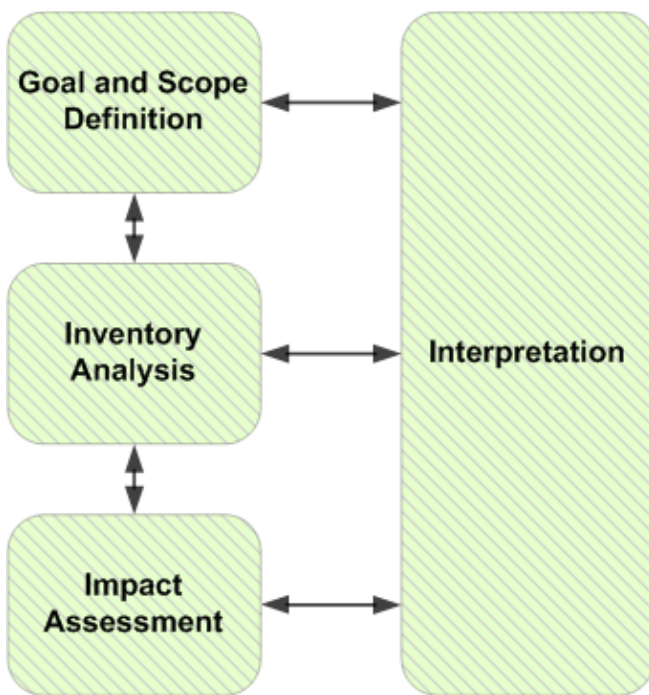 Goal and Scope
Definition
Inventory
Analysis
Interpretation
Impact
Assessment